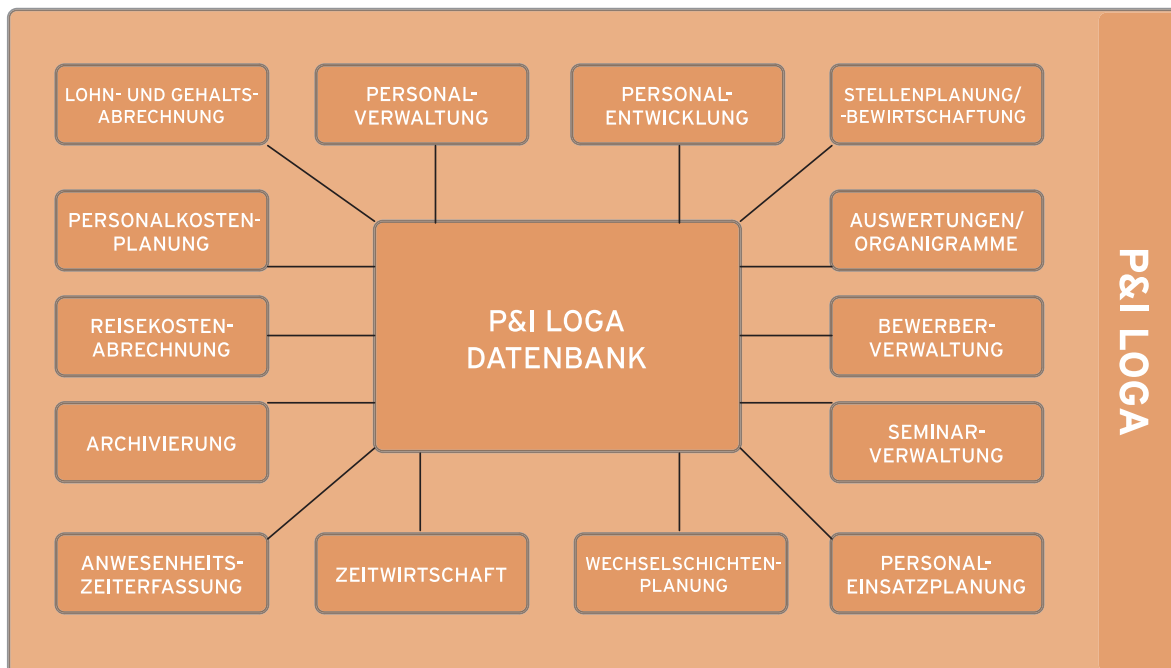 LOHN- UND GEHALTS-
ABRECHNUNG
PERSONAL-
VERWALTUNG
PERSONAL-
ENTWICKLUNG
STELLENPLANUNG/
-BEWIRTSCHAFTUNG
PERSONALKOSTEN-
PLANUNG
AUSWERTUNGEN/
ORGANIGRAMME
P&I LOGA
DATENBANK
REISEKOSTEN-
ABRECHNUNG
BEWERBER-
VERWALTUNG
ARCHIVIERUNG
SEMINAR-
VERWALTUNG
ANWESENHEITS-
ZEITERFASSUNG
ZEITWIRTSCHAFT
WECHSELSCHICHTEN-
PLANUNG
PERSONAL-
EINSATZPLANUNG
P&I LOGA